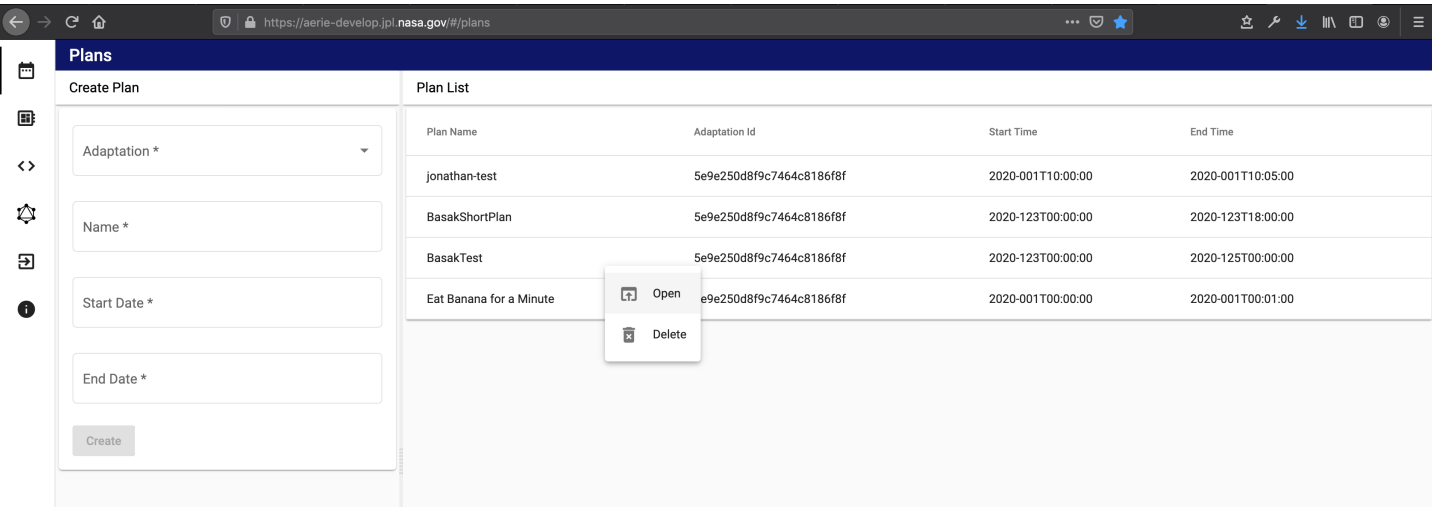 https://aerie-develop.jpl.nasa.gov/#/plans
Plans
Create Plan
Adaptation *
Name *
Start Date *
End Date *
Create
Plan List
Plan Name Adaptation Id Start Time End Time
jonathan-test 5e9e250d8f9c7464c8186f8f 2020-001T10:00:00 2020-001T10:05:00
BasakShortPlan 5e9e250d8f9c7464c8186f8f 2020-123T00:00:00 2020-123T18:00:00
BasakTest 5e9e250d8f9c7464c8186f8f 2020-123T00:00:00 2020-125T00:00:00
Eat Banana for a Minute e9e250d8f9c7464c8186f8f 2020-001T00:00:00 2020-001T00:01:00
Open
Delete